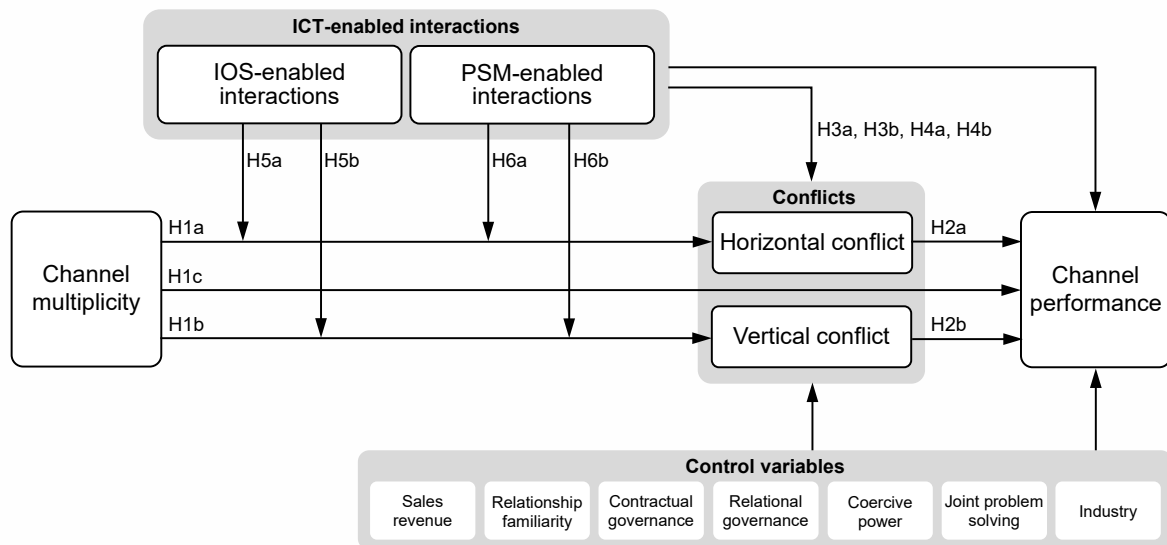 ICT-enabled interactions
IOS-enabled
interactions
PSM-enabled
interactions
H3a, H3b, H4a, H4b
H5a
H5b
H6a
H6b
Conflicts
Channel
multiplicity
H1a
H1c
H1b
Horizontal conflict
Vertical conflict
H2a
H2b
Channel
performance
Control variables
Sales
revenue
Relationship
familiarity
Contractual
governance
Relational
governance
Coercive
power
Joint problem
solving
Industry